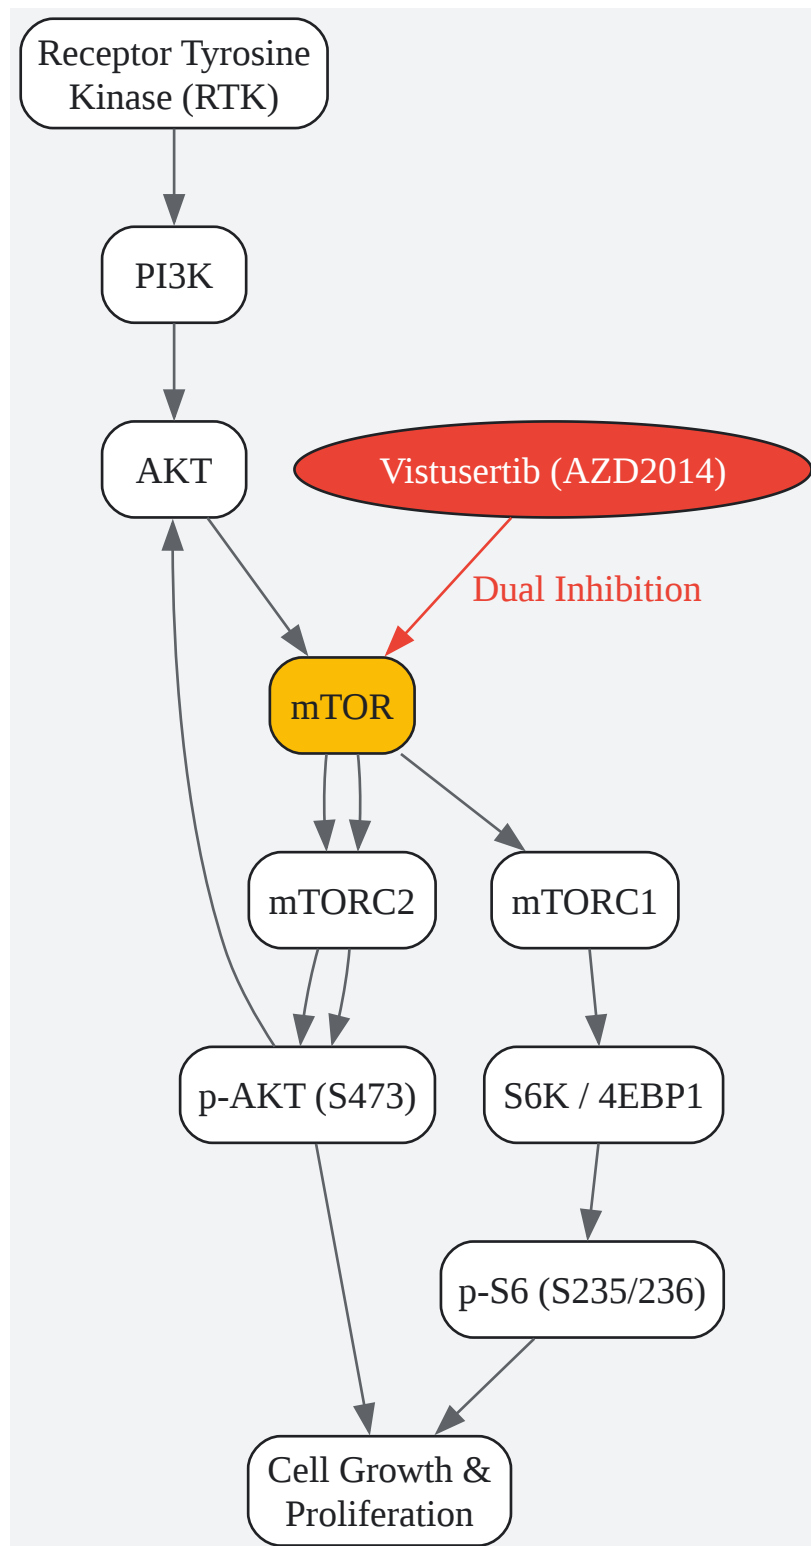 Receptor Tyrosine
Kinase (RTK)
PI3K
AKT
Vistusertib (AZD2014)
Dual Inhibition
mTOR
mTORC2
mTORC1
p-AKT (S473)
S6K / 4EBP1
p-S6 (S235/236)
Cell Growth &
Proliferation